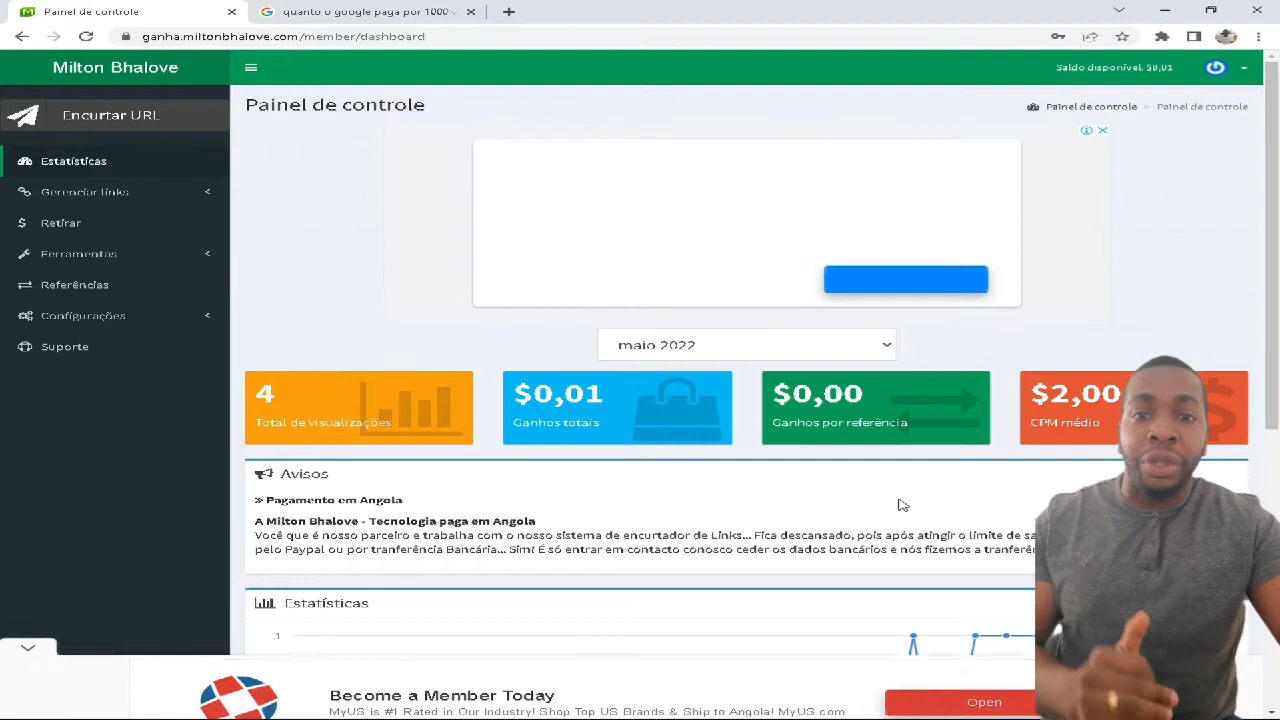 Painel de controle
quanto o google paga por 1000 v
ganha.miltonbhalove.com/member/dashboard
Milton Bhalove
Saldo disponível: $0,01
Encurtar URL
Painel de controle
Painel de controle
Painel de controle
Estatísticas
Gerenciar links
Retirar
Ferramentas
Referências
Configurações
Suporte
maio 2022
4
Total de visualizações
$0,01
Ganhos totais
$0,00
Ganhos por referência
$2,00
CPM médio
Avisos
» Pagamento em Angola
A Milton Bhalove - Tecnologia paga em Angola
Você que é nosso parceiro e trabalha com o nosso sistema de encurtador de Links... Fica descansado, pois após atingir o limite de sa
pelo Paypal ou por tranferência Bancária... Sim! É só entrar em contacto conosco ceder os dados bancários e nós fizemos a tranferên
Estatísticas
1
Become a Member Today
MyUS is #1 Rated in Our Industry! Shop Top US Brands & Ship to Angola! MyUS.com
Open